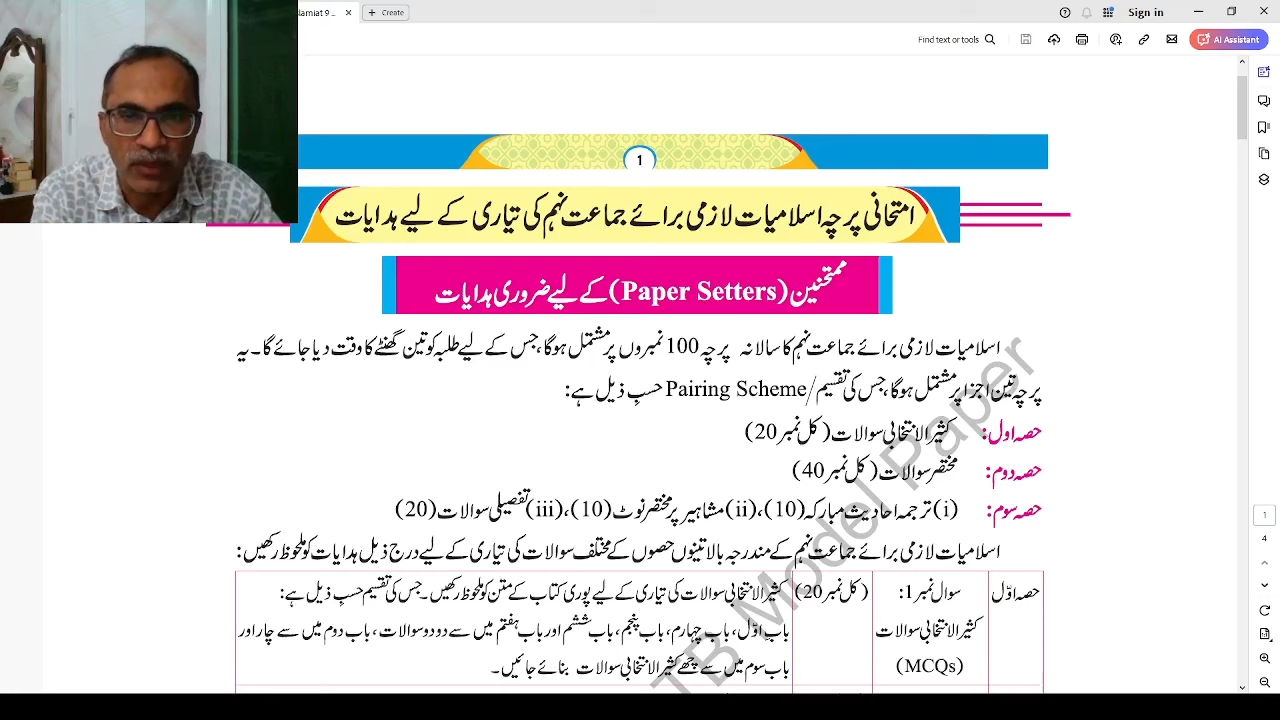 damiat 9 ...
Create
Sign in
Find text or tools
AI Assistant
1
امتحانی پرچہ اسلامیات لازمی برائے جماعت نہم کی تیاری کے لیے ہدایات
ممتحنین (Paper Setters) کے لیے ضروری ہدایات
اسلامیات لازمی برائے جماعت نہم کا سالانہ پرچہ 100 نمبروں پر مشتمل ہوگا، جس کے لیے طلبہ کو تین گھنٹے کا وقت دیا جائے گا۔ یہ
پرچہ تین اجزا پر مشتمل ہوگا، جس کی تقسیم/Pairing Scheme حسبِ ذیل ہے:
حصہ اول: کثیر الانتخابی سوالات (کل نمبر 20)
حصہ دوم: مختصر سوالات (کل نمبر 40)
حصہ سوم: (i) ترجمہ احادیث مبارکہ (10)، (ii) مشاہیر پر مختصر نوٹ (10)، (iii) تفصیلی سوالات (20)
اسلامیات لازمی برائے جماعت نہم کے مندرجہ بالا تینوں حصوں کے مختلف سوالات کی تیاری کے لیے درج ذیل ہدایات کو ملحوظ رکھیں:
حصہ اوّل
سوال نمبر 1:
کثیر الانتخابی سوالات
(MCQs)
(کل نمبر 20)
کثیر الانتخابی سوالات کی تیاری کے لیے پوری کتاب کے متن کو ملحوظ رکھیں۔ جس کی تقسیم حسبِ ذیل ہے:
باب اوّل، باب چہارم، باب پنجم، باب ششم اور باب ہفتم میں سے دو دو سوالات، باب دوم میں سے چار اور
باب سوم میں سے چھے کثیر الانتخابی سوالات بنائے جائیں۔
TB Model Paper
1
4